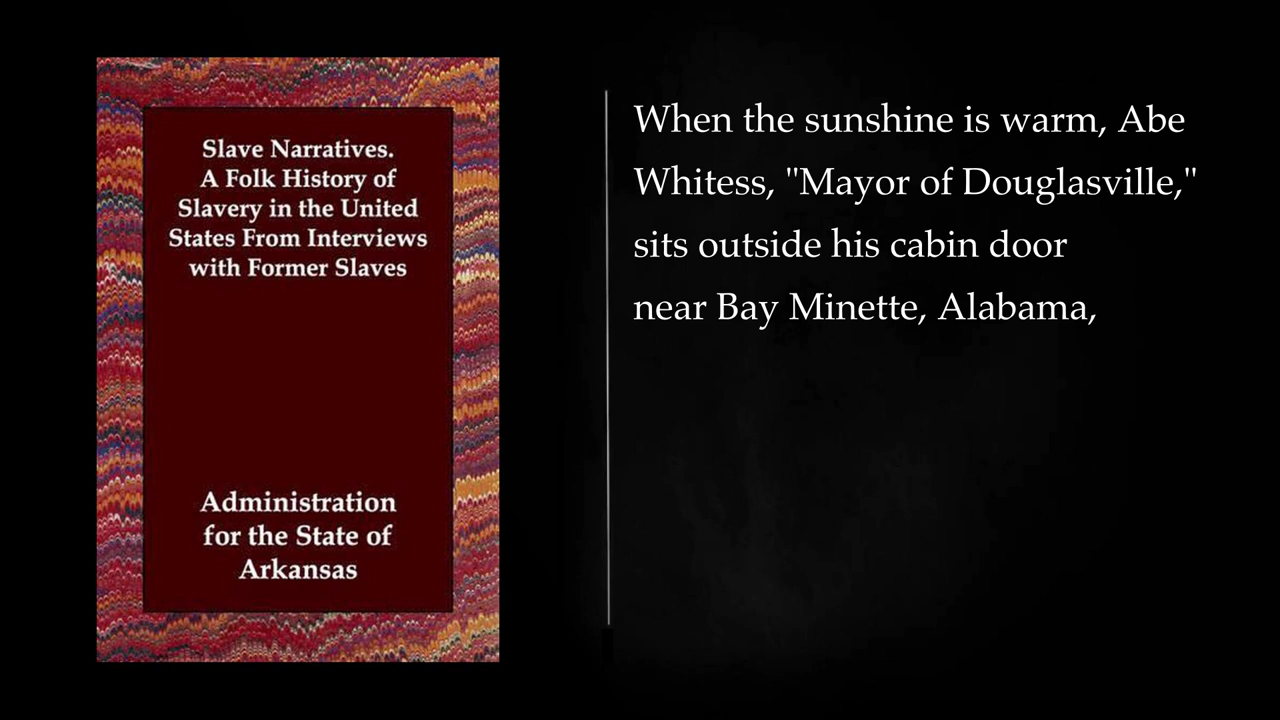 Slave Narratives.
A Folk History of
Slavery in the United
States From Interviews
with Former Slaves
Administration
for the State of
Arkansas
When the sunshine is warm, Abe
Whitess, "Mayor of Douglasville,"
sits outside his cabin door
near Bay Minette, Alabama,